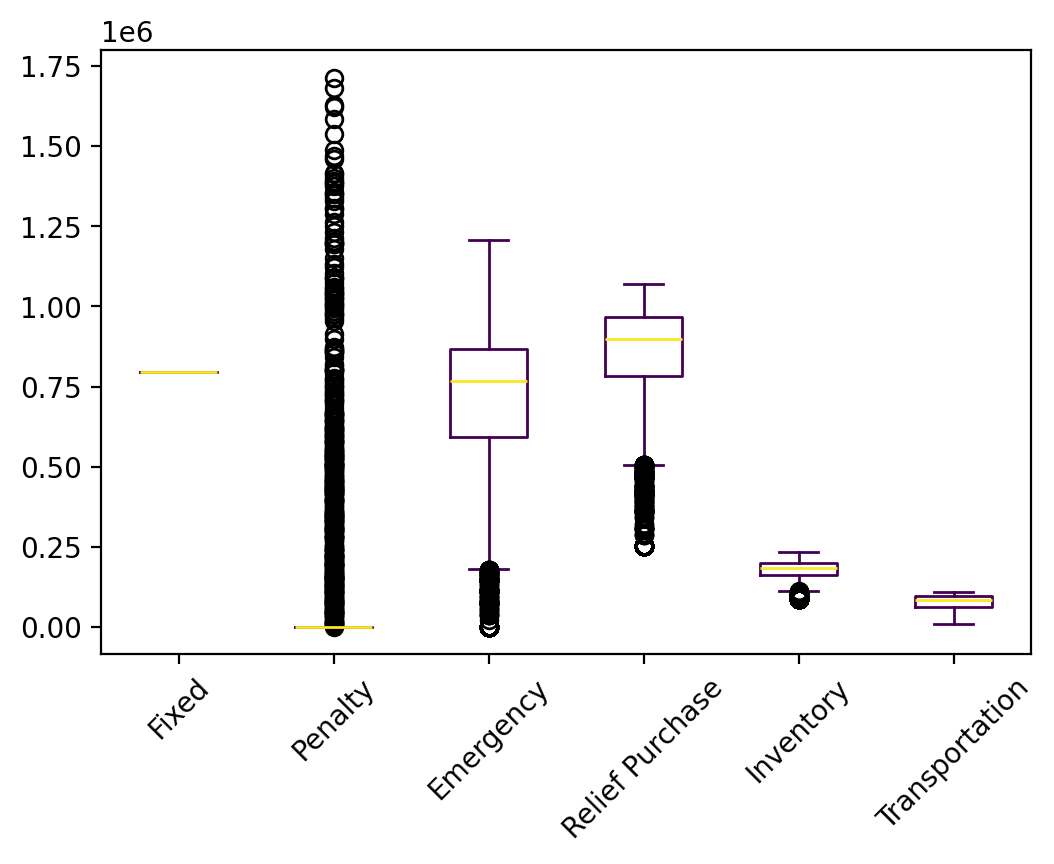 1e6
1.75
1.50
1.25
1.00
0.75
0.50
0.25
0.00
Fixed
Penalty
Emergency
Relief Purchase
Inventory
Transportation